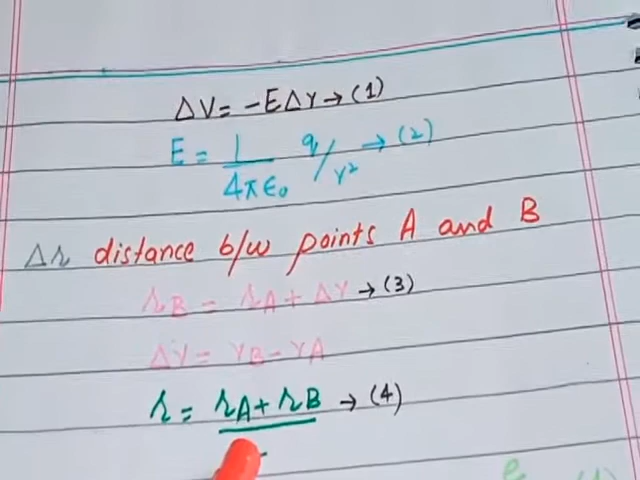 ΔV = -EΔr → (1)
E = 1/4πε₀ q/r² → (2)
Δr distance b/w points A and B
rB = rA + Δr → (3)
Δr = rB - rA
r = rA + rB → (4)